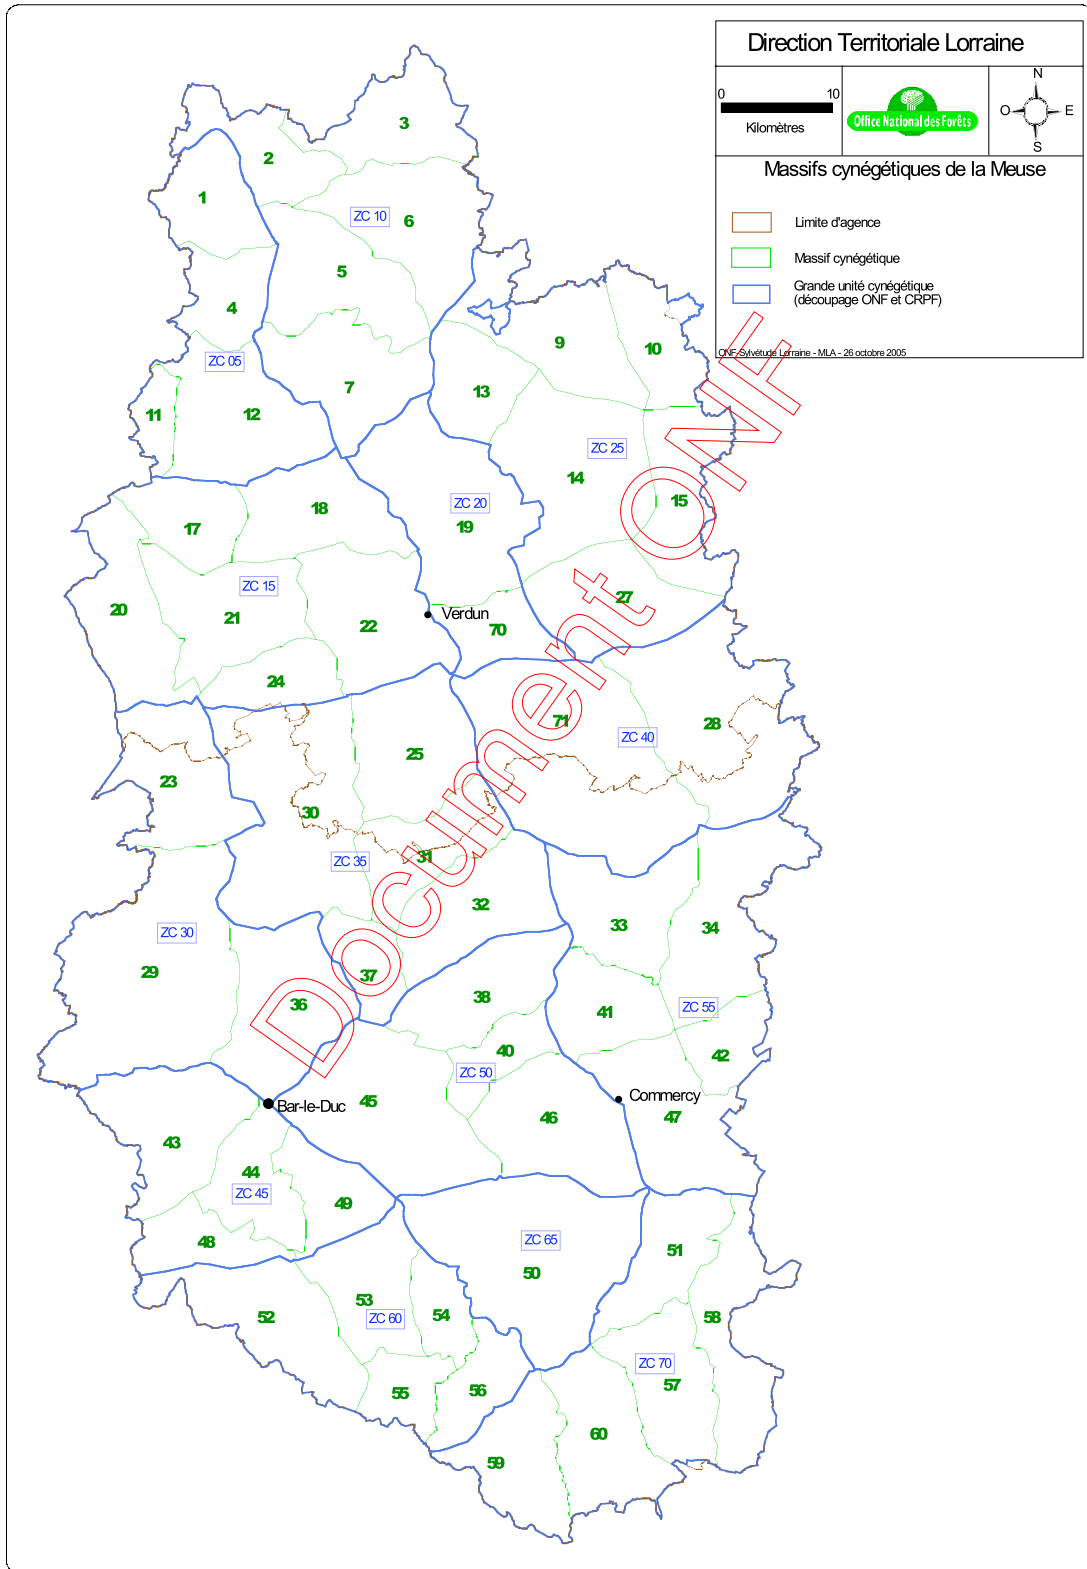 Direction Territoriale Lorraine
0 10
Kilomètres
Office National des Forêts
N
O E
S
Massifs cynégétiques de la Meuse
Limite d'agence
Massif cynégétique
Grande unité cynégétique
(découpage ONF et CRPF)
ONF-Sylvétude Lorraine - MLA - 26 octobre 2005
Document ONF
3
2
1
ZC 10
6
5
4
9
10
ZC 05
7
13
11
12
ZC 25
14
15
18
ZC 20
19
17
ZC 15
20
21
27
Verdun
22
70
24
71
28
ZC 40
25
23
30
31
ZC 35
32
33
34
ZC 30
29
37
36
38
41
ZC 55
40
42
ZC 50
45
Commercy
Bar-le-Duc
46
47
43
44
ZC 45
49
48
ZC 65
50
51
53
54
52
ZC 60
58
ZC 70
57
55
56
60
59